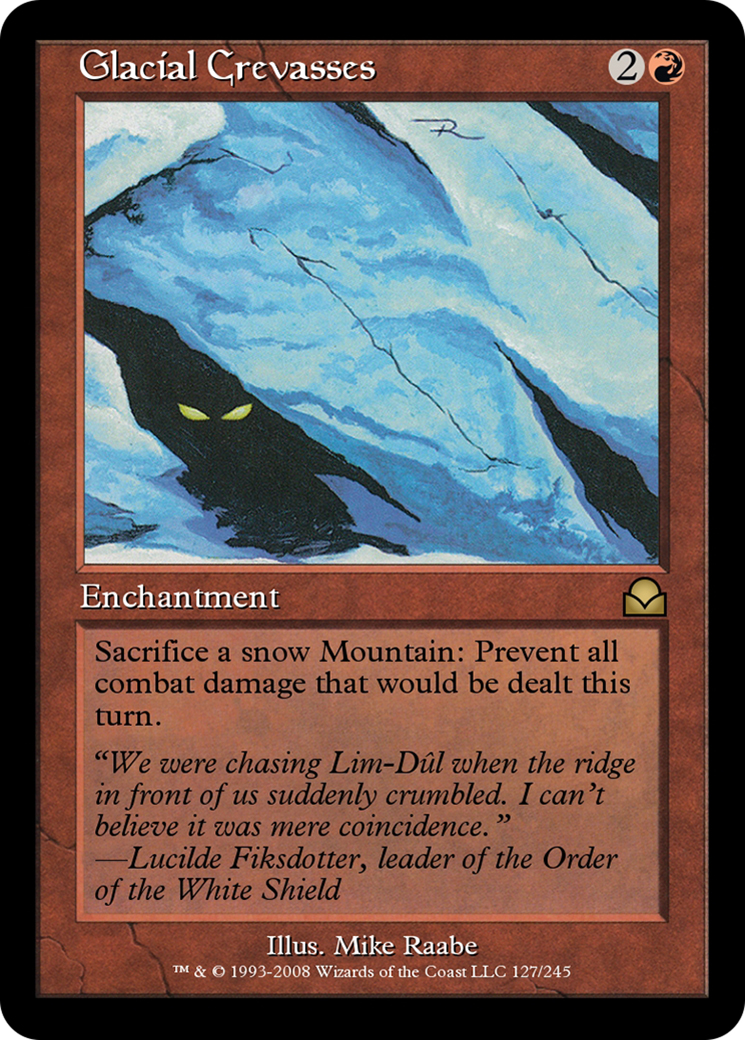 Glacial Crevasses 2
R
Enchantment
Sacrifice a snow Mountain: Prevent all
combat damage that would be dealt this
turn.
“We were chasing Lim-Dûl when the ridge
in front of us suddenly crumbled. I can’t
believe it was mere coincidence.”
—Lucilde Fiksdotter, leader of the Order
of the White Shield
Illus. Mike Raabe
™ & © 1993-2008 Wizards of the Coast LLC 127/245